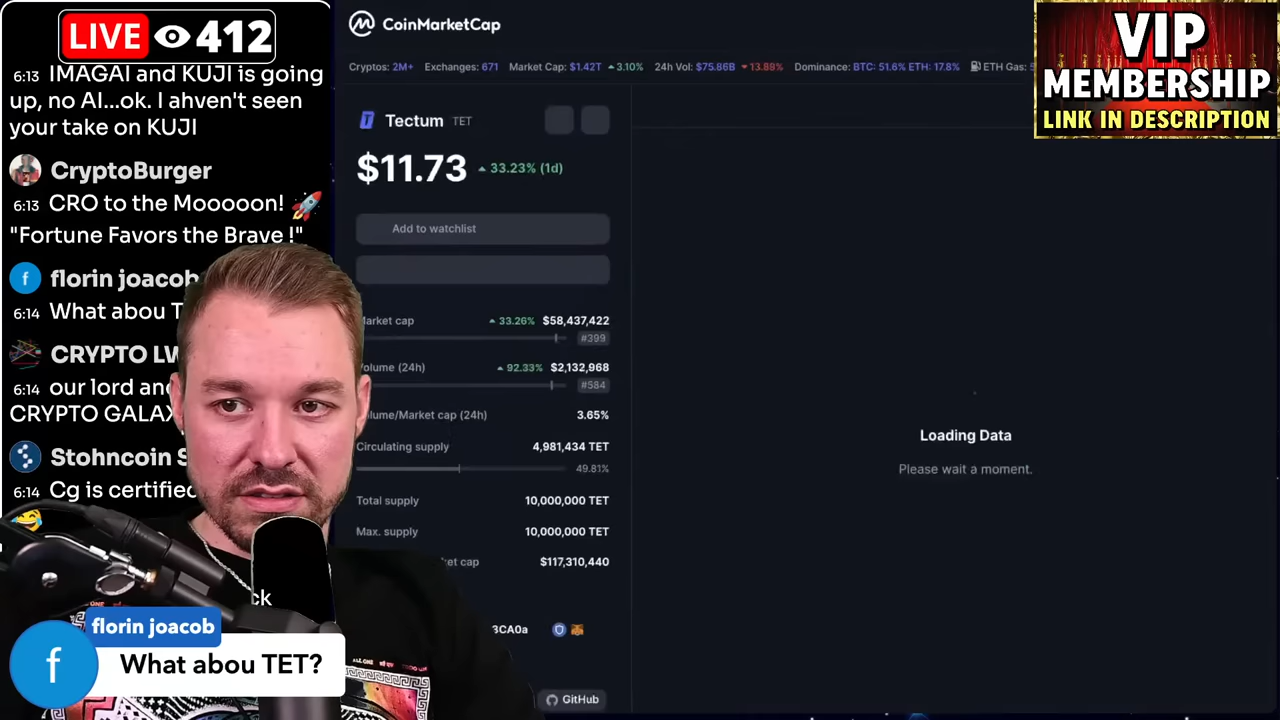 LIVE 412
6:13 IMAGAI and KUJI is going
up, no AI...ok. I ahven't seen
your take on KUJI
CryptoBurger
6:13 CRO to the Mooooon! 🚀
"Fortune Favors the Brave !"
florin joacob
6:14 What abou T
CRYPTO LW
6:14 our lord and
CRYPTO GALAX
Stohncoin S
6:14 Cg is certified
😂
ck
florin joacob
f
What abou TET?
CoinMarketCap
Cryptos: 2M+ Exchanges: 671 Market Cap: $1.42T 3.10% 24h Vol: $75.86B 13.89% Dominance: BTC: 51.6% ETH: 17.8% ETH Gas:
Tectum TET
$11.73 33.23% (1d)
Add to watchlist
Market cap 33.26% $58,437,422
#399
Volume (24h) 92.33% $2,132,968
#584
Volume/Market cap (24h) 3.65%
Circulating supply 4,981,434 TET
49.81%
Total supply 10,000,000 TET
Max. supply 10,000,000 TET
ket cap $117,310,440
3CA0a
GitHub
Loading Data
Please wait a moment.
VIP
MEMBERSHIP
LINK IN DESCRIPTION